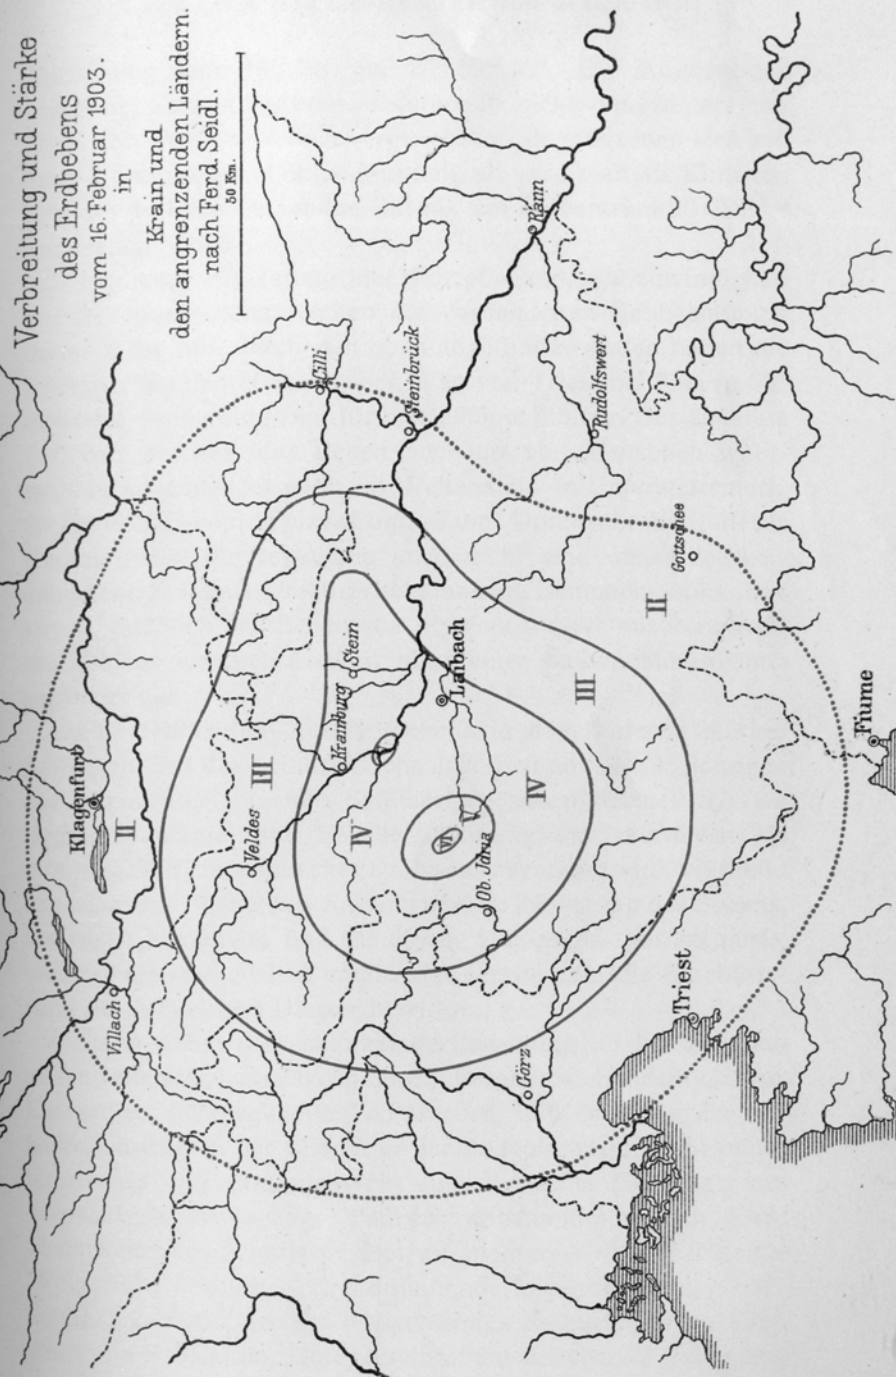 Verbreitung und Stärke
des Erdbebens
vom 16. Februar 1903.
in
Krain und
den angrenzenden Ländern.
nach Ferd. Seidl.
50 Km.
Klagenfurt
II
Villach
Veldes
III
Krainburg
Stein
V
IV
Cilli
Steinbrück
Rann
Laibach
VI
V
IV
Ob. Idria
III
Rudolfswert
Gottschee
II
Görz
Triest
Fiume